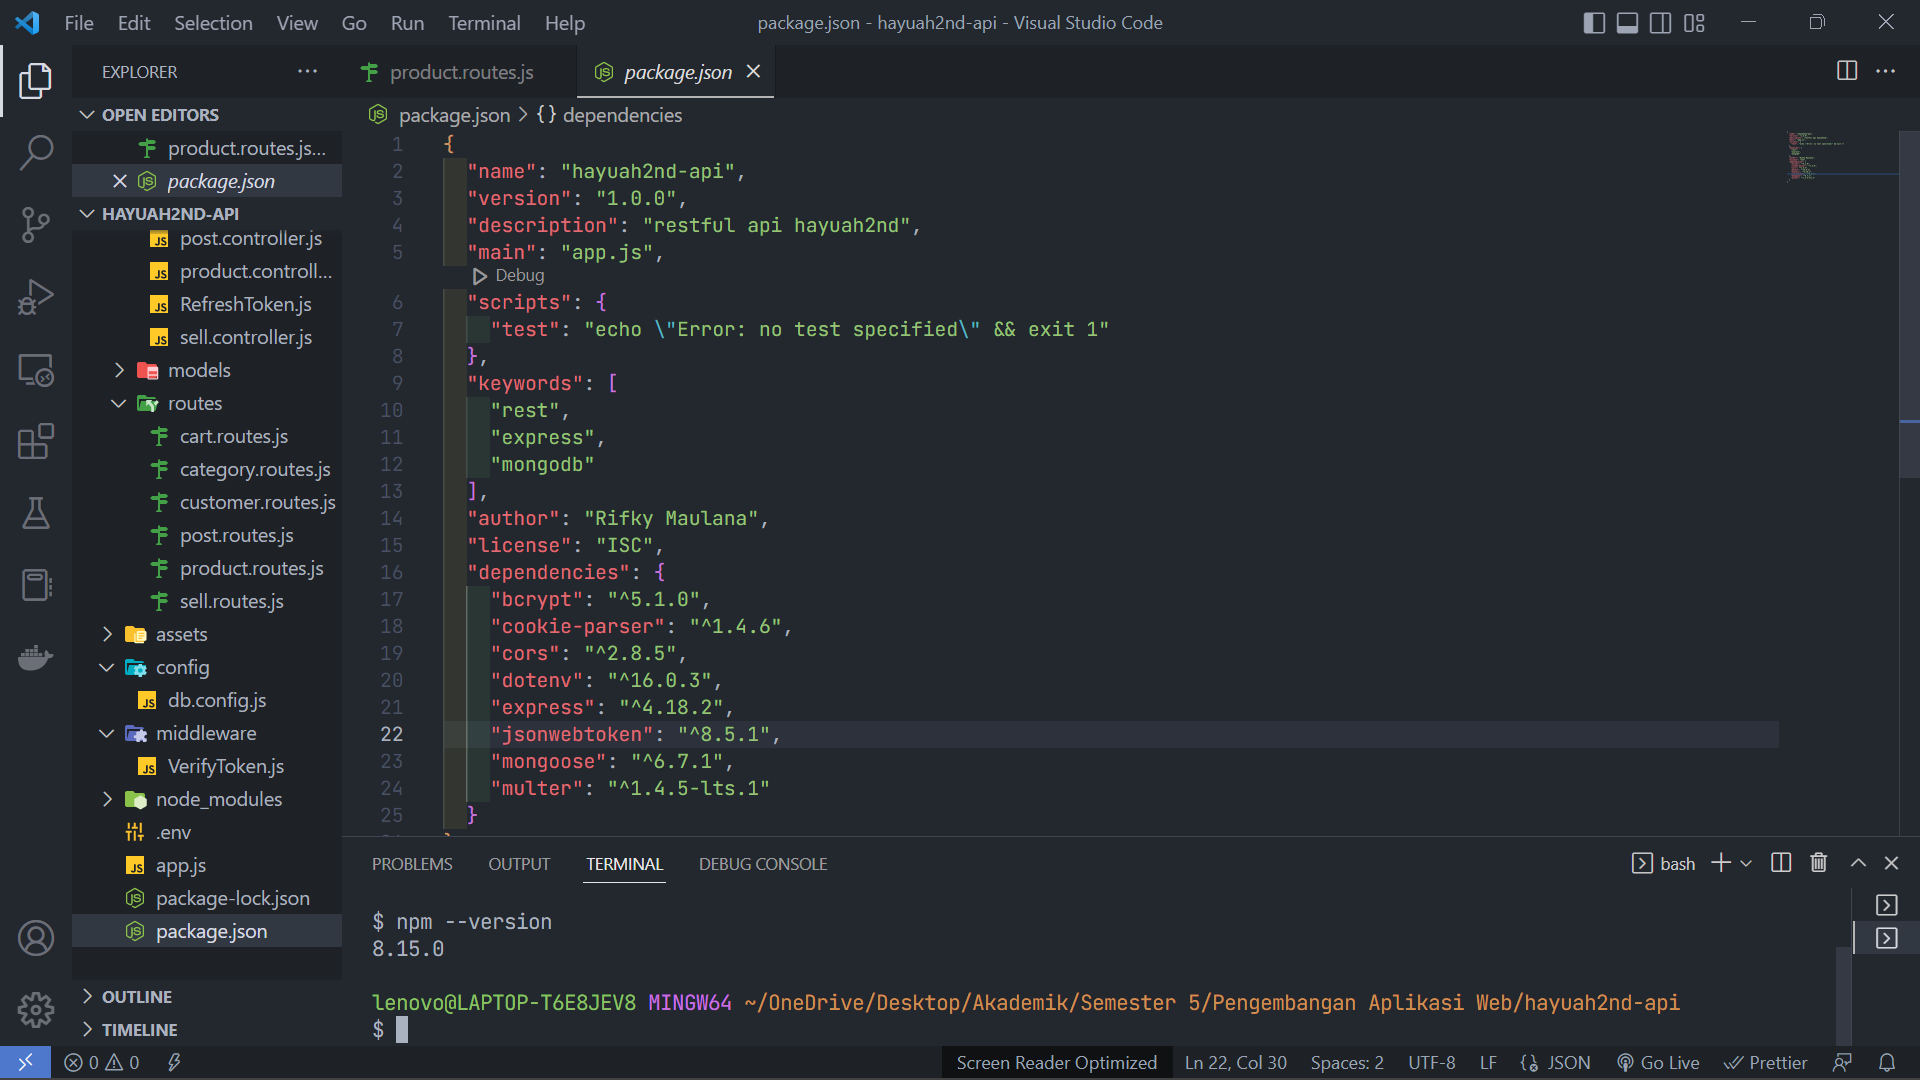 File Edit Selection View Go Run Terminal Help
package.json - hayuah2nd-api - Visual Studio Code
EXPLORER
OPEN EDITORS
product.routes.js...
package.json
HAYUAH2ND-API
post.controller.js
product.controll...
RefreshToken.js
sell.controller.js
models
routes
cart.routes.js
category.routes.js
customer.routes.js
post.routes.js
product.routes.js
sell.routes.js
assets
config
db.config.js
middleware
VerifyToken.js
node_modules
.env
app.js
package-lock.json
package.json
OUTLINE
TIMELINE
product.routes.js
package.json
package.json > {} dependencies
1 {
2 "name": "hayuah2nd-api",
3 "version": "1.0.0",
4 "description": "restful api hayuah2nd",
5 "main": "app.js",
Debug
6 "scripts": {
7 "test": "echo \"Error: no test specified\" && exit 1"
8 },
9 "keywords": [
10 "rest",
11 "express",
12 "mongodb"
13 ],
14 "author": "Rifky Maulana",
15 "license": "ISC",
16 "dependencies": {
17 "bcrypt": "^5.1.0",
18 "cookie-parser": "^1.4.6",
19 "cors": "^2.8.5",
20 "dotenv": "^16.0.3",
21 "express": "^4.18.2",
22 "jsonwebtoken": "^8.5.1",
23 "mongoose": "^6.7.1",
24 "multer": "^1.4.5-lts.1"
25 }
PROBLEMS OUTPUT TERMINAL DEBUG CONSOLE
bash
$ npm --version
8.15.0
lenovo@LAPTOP-T6E8JEV8 MINGW64 ~/OneDrive/Desktop/Akademik/Semester 5/Pengembangan Aplikasi Web/hayuah2nd-api
$
0 0
Screen Reader Optimized Ln 22, Col 30 Spaces: 2 UTF-8 LF JSON Go Live Prettier